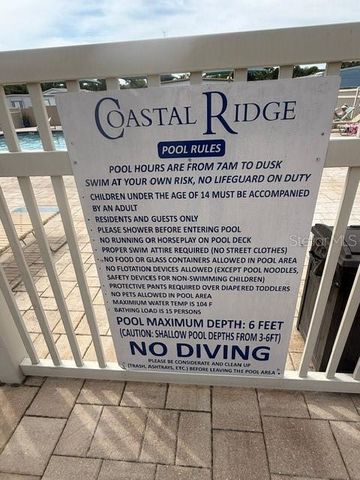 COASTAL RIDGE
POOL RULES
POOL HOURS ARE FROM 7AM TO DUSK
SWIM AT YOUR OWN RISK, NO LIFEGUARD ON DUTY
· CHILDREN UNDER THE AGE OF 14 MUST BE ACCOMPANIED
BY AN ADULT
· RESIDENTS AND GUESTS ONLY
· PLEASE SHOWER BEFORE ENTERING POOL
· NO RUNNING OR HORSEPLAY ON POOL DECK
· PROPER SWIM ATTIRE REQUIRED (NO STREET CLOTHES)
· NO FOOD OR GLASS CONTAINERS ALLOWED IN POOL AREA
· NO FLOTATION DEVICES ALLOWED (EXCEPT POOL NOODLES,
SAFETY DEVICES FOR NON-SWIMMING CHILDREN)
· PROTECTIVE PANTS REQUIRED OVER DIAPERED TODDLERS
· NO PETS ALLOWED IN POOL AREA
· MAXIMUM WATER TEMP IS 104 F
· BATHING LOAD IS 15 PERSONS
POOL MAXIMUM DEPTH: 6 FEET
(CAUTION: SHALLOW POOL DEPTHS FROM 3-6 FEET)
NO DIVING
PLEASE BE CONSIDERATE AND CLEAN UP
(TRASH, ASHTRAYS, ETC.) BEFORE LEAVING THE POOL AREA